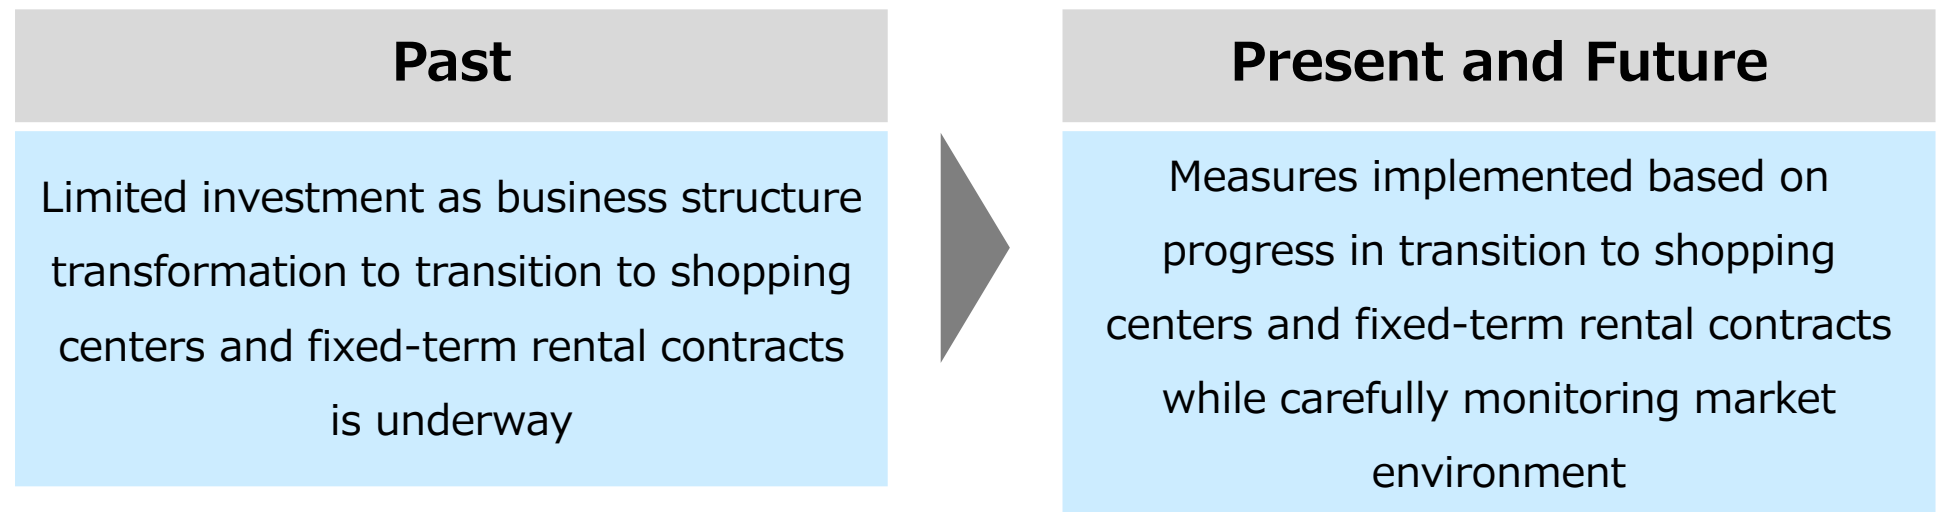 Past
Limited investment as business structure
transformation to transition to shopping
centers and fixed-term rental contracts
is underway
Present and Future
Measures implemented based on
progress in transition to shopping
centers and fixed-term rental contracts
while carefully monitoring market
environment